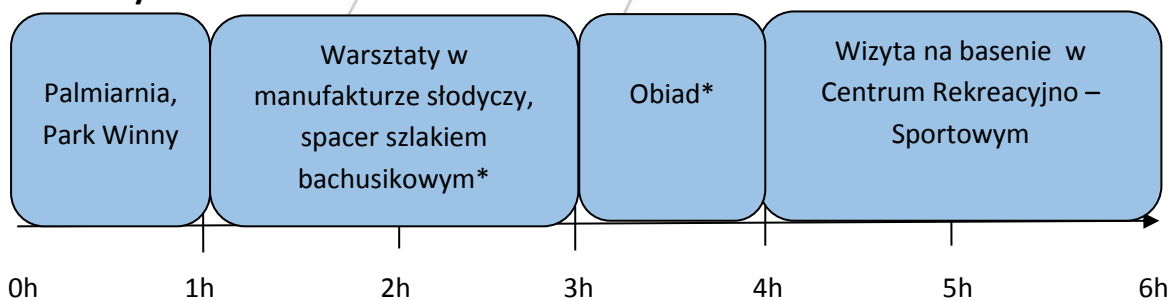 Palmiarnia,
Park Winny
Warsztaty w
manufakturze słodyczy,
spacer szlakiem
bachusikowym*
Obiad*
Wizyta na basenie w
Centrum Rekreacyjno –
Sportowym
0h 1h 2h 3h 4h 5h 6h